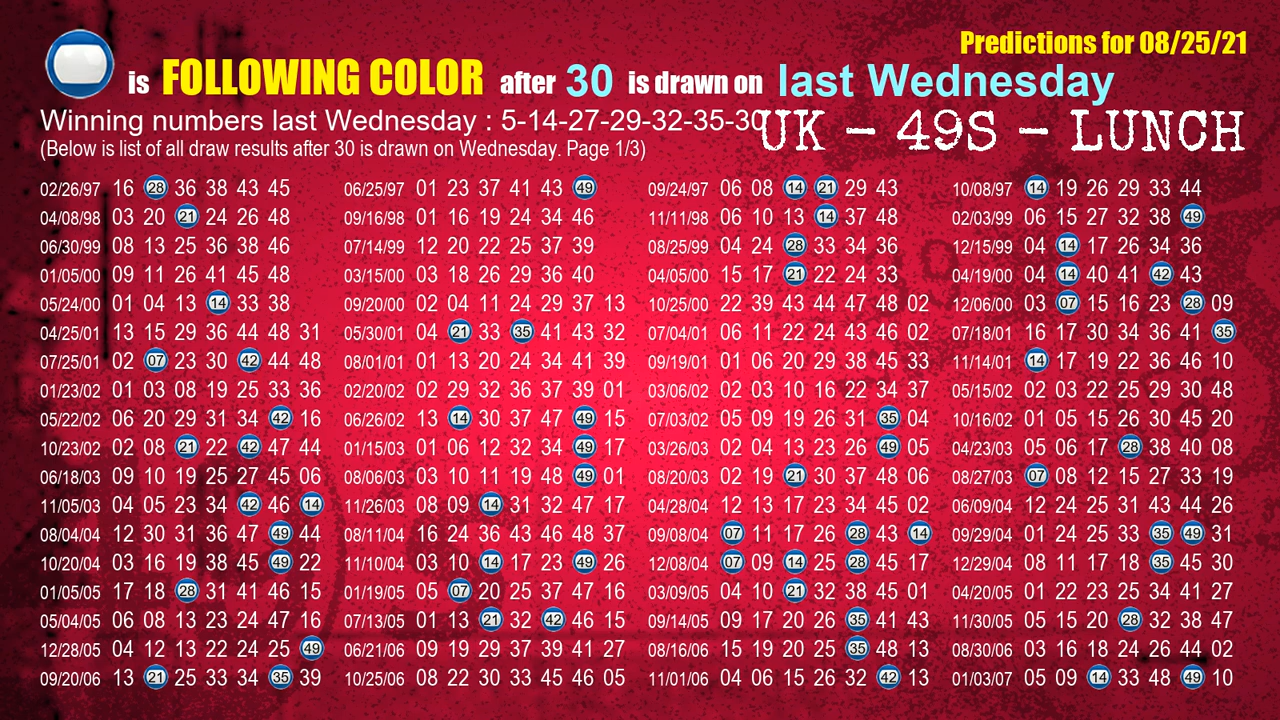 Predictions for 08/25/21
is FOLLOWING COLOR after 30 is drawn on last Wednesday
Winning numbers last Wednesday : 5-14-27-29-32-35-30
UK - 49S - LUNCH
(Below is list of all draw results after 30 is drawn on Wednesday. Page 1/3)
02/26/97 16 28 36 38 43 45 06/25/97 01 23 37 41 43 49 09/24/97 06 08 14 21 29 43 10/08/97 14 19 26 29 33 44
04/08/98 03 20 21 24 26 48 09/16/98 01 16 19 24 34 46 11/11/98 06 10 13 14 37 48 02/03/99 06 15 27 32 38 49
06/30/99 08 13 25 36 38 46 07/14/99 12 20 22 25 37 39 08/25/99 04 24 28 33 34 36 12/15/99 04 14 17 26 34 36
01/05/00 09 11 26 41 45 48 03/15/00 03 18 26 29 36 40 04/05/00 15 17 21 22 24 33 04/19/00 04 14 40 41 42 43
05/24/00 01 04 13 14 33 38 09/20/00 02 04 11 24 29 37 13 10/25/00 22 39 43 44 47 48 02 12/06/00 03 07 15 16 23 28 09
04/25/01 13 15 29 36 44 48 31 05/30/01 04 21 33 35 41 43 32 07/04/01 06 11 22 24 43 46 02 07/18/01 16 17 30 34 36 41 35
07/25/01 02 07 23 30 42 44 48 08/01/01 01 13 20 24 34 41 39 09/19/01 01 06 20 29 38 45 33 11/14/01 14 17 19 22 36 46 10
01/23/02 01 03 08 19 25 33 36 02/20/02 02 29 32 36 37 39 01 03/06/02 02 03 10 16 22 34 37 05/15/02 02 03 22 25 29 30 48
05/22/02 06 20 29 31 34 42 16 06/26/02 13 14 30 37 47 49 15 07/03/02 05 09 19 26 31 35 04 10/16/02 01 05 15 26 30 45 20
10/23/02 02 08 21 22 42 47 44 01/15/03 01 06 12 32 34 49 17 03/26/03 02 04 13 23 26 49 05 04/23/03 05 06 17 28 38 40 08
06/18/03 09 10 19 25 27 45 06 08/06/03 03 10 11 19 48 49 01 08/20/03 02 19 21 30 37 48 06 08/27/03 07 08 12 15 27 33 19
11/05/03 04 05 23 34 42 46 14 11/26/03 08 09 14 31 32 47 17 04/28/04 12 13 17 23 34 45 02 06/09/04 12 24 25 31 43 44 26
08/04/04 12 30 31 36 47 49 44 08/11/04 16 24 36 43 46 48 37 09/08/04 07 11 17 26 28 43 14 09/29/04 01 24 25 33 35 49 31
10/20/04 03 16 19 38 45 49 22 11/10/04 03 10 14 17 23 49 26 12/08/04 07 09 14 25 28 45 17 12/29/04 08 11 17 18 35 45 30
01/05/05 17 18 28 31 41 46 15 01/19/05 05 07 20 25 37 47 16 03/09/05 04 10 21 32 38 45 01 04/20/05 01 22 23 25 34 41 27
05/04/05 06 08 13 23 24 47 16 07/13/05 01 13 21 32 42 46 15 09/14/05 09 17 20 26 35 41 43 11/30/05 05 15 20 28 32 38 47
12/28/05 04 12 13 22 24 25 49 06/21/06 09 19 29 37 39 41 27 08/16/06 15 19 20 25 35 48 13 08/30/06 03 16 18 24 26 44 02
09/20/06 13 21 25 33 34 35 39 10/25/06 08 22 30 33 45 46 05 11/01/06 04 06 15 26 32 42 13 01/03/07 05 09 14 33 48 49 10